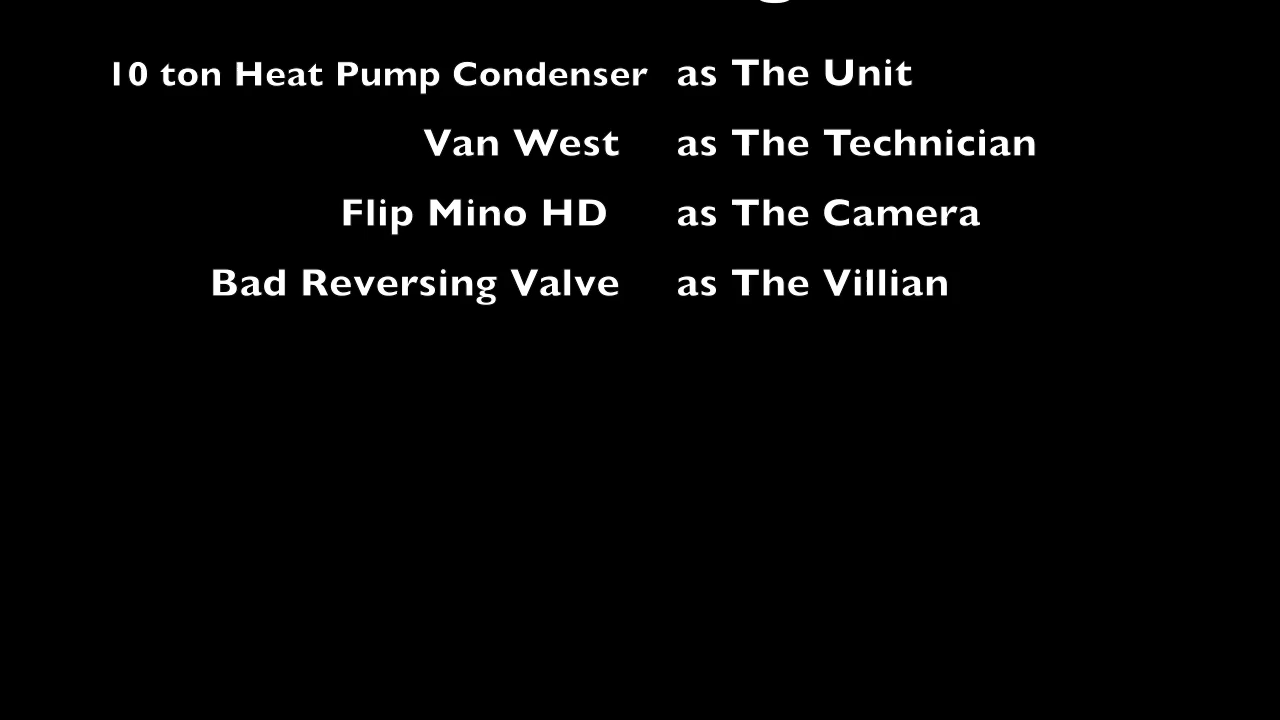 10 ton Heat Pump Condenser as The Unit
Van West as The Technician
Flip Mino HD as The Camera
Bad Reversing Valve as The Villian